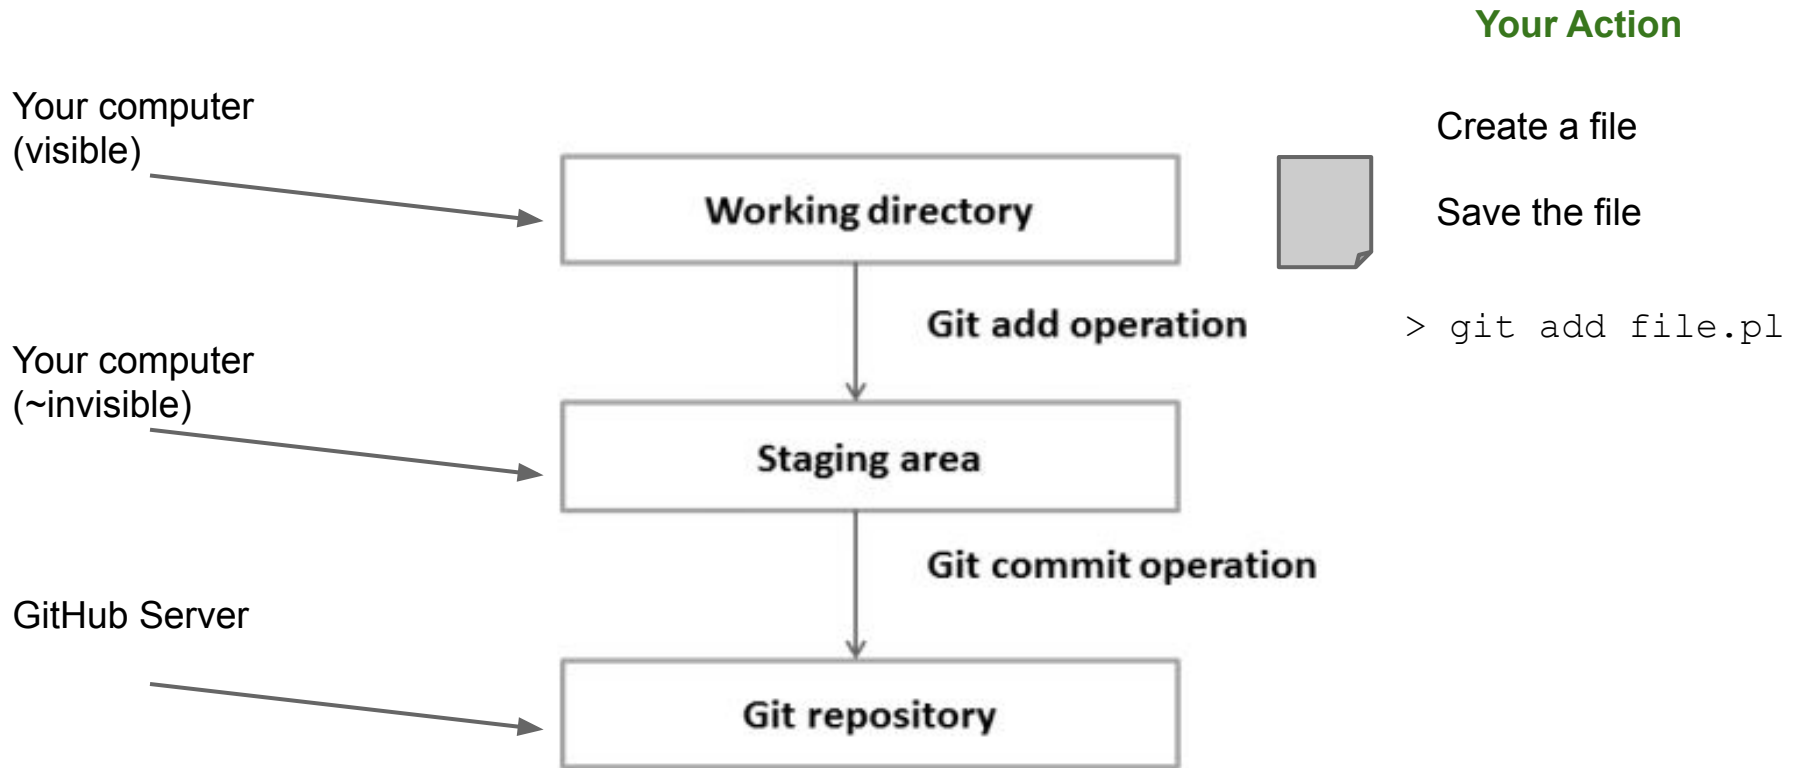 Your Action
Your computer
(visible)
Create a file
Working directory
Save the file
Git add operation
> git add file.pl
Your computer
(~invisible)
Staging area
Git commit operation
GitHub Server
Git repository